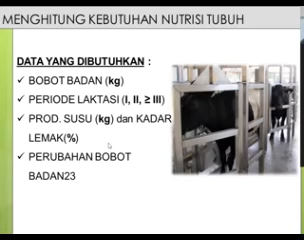 MENGHITUNG KEBUTUHAN NUTRISI TUBUH
DATA YANG DIBUTUHKAN :
✓ BOBOT BADAN (kg)
✓ PERIODE LAKTASI (I, II, ≥ III)
✓ PROD. SUSU (kg) dan KADAR
LEMAK(%)
✓ PERUBAHAN BOBOT
BADAN23